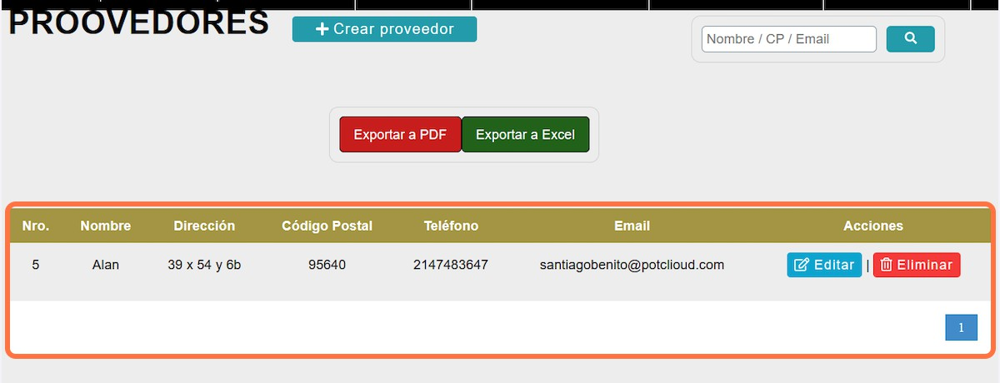 PROOVEDORES
Crear proveedor
Nombre / CP / Email
Exportar a PDF Exportar a Excel
Nro. Nombre Dirección Código Postal Teléfono Email Acciones
5 Alan 39 x 54 y 6b 95640 2147483647 santiagobenito@potclioud.com Editar | Eliminar
1